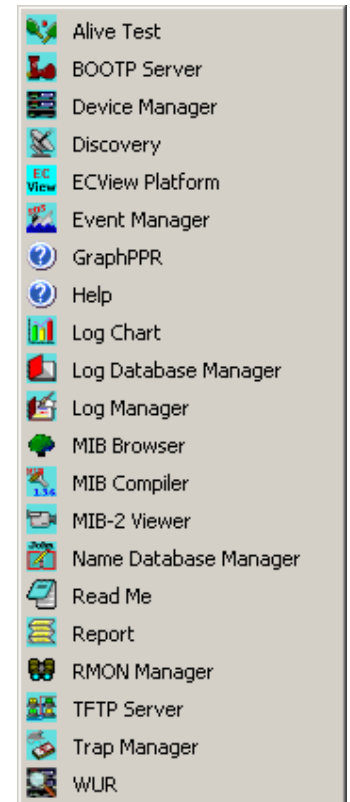 Alive Test
BOOTP Server
Device Manager
Discovery
EC View ECView Platform
Event Manager
GraphPPR
Help
Log Chart
Log Database Manager
Log Manager
MIB Browser
MIB Compiler
MIB-2 Viewer
Name Database Manager
Read Me
Report
RMON Manager
TFTP Server
Trap Manager
WUR